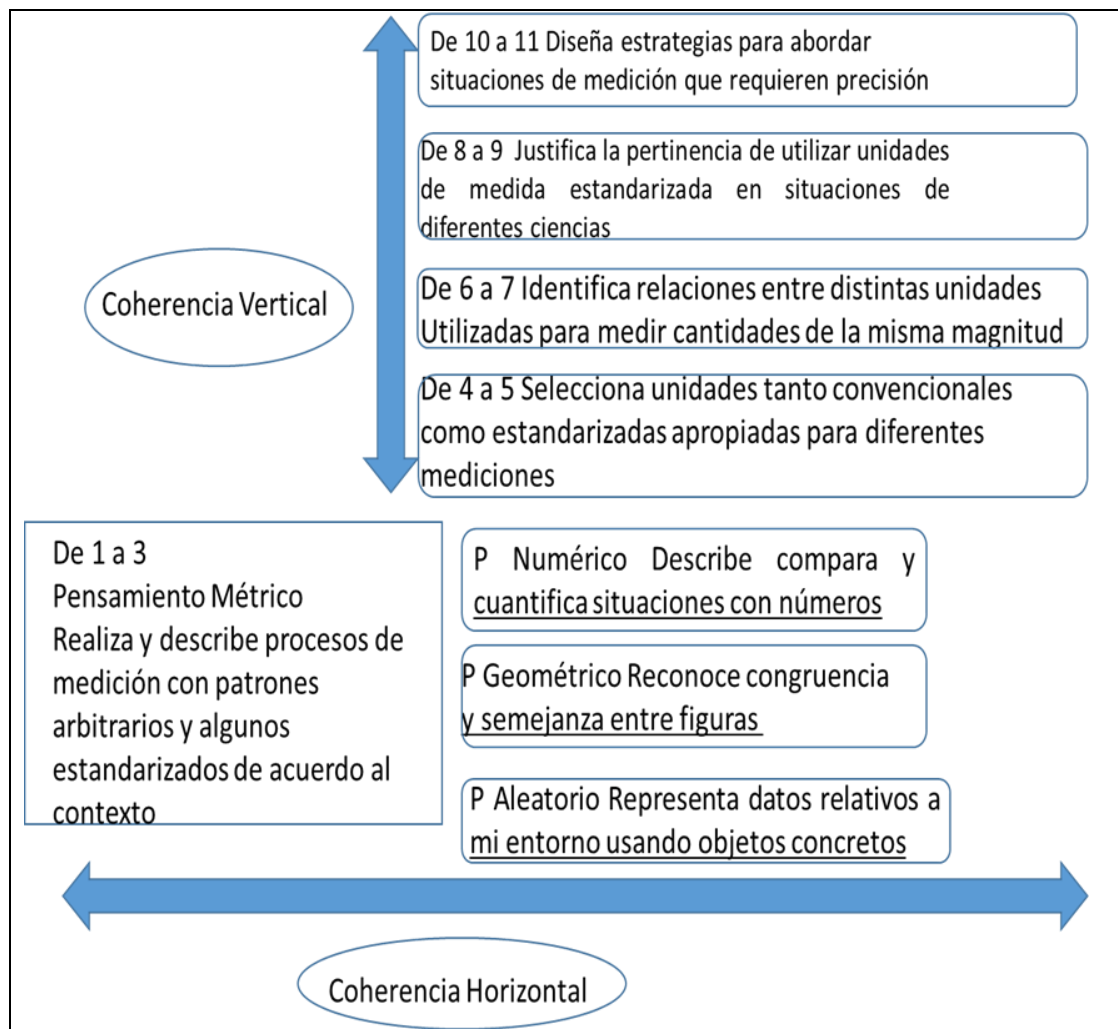 De 10 a 11 Diseña estrategias para abordar
situaciones de medición que requieren precisión
De 8 a 9 Justifica la pertinencia de utilizar unidades
de medida estandarizada en situaciones de
diferentes ciencias
Coherencia Vertical
De 6 a 7 Identifica relaciones entre distintas unidades
Utilizadas para medir cantidades de la misma magnitud
De 4 a 5 Selecciona unidades tanto convencionales
como estandarizadas apropiadas para diferentes
mediciones
De 1 a 3
Pensamiento Métrico
Realiza y describe procesos de
medición con patrones
arbitrarios y algunos
estandarizados de acuerdo al
contexto
P Numérico Describe compara y
cuantifica situaciones con números
P Geométrico Reconoce congruencia
y semejanza entre figuras
P Aleatorio Representa datos relativos a
mi entorno usando objetos concretos
Coherencia Horizontal